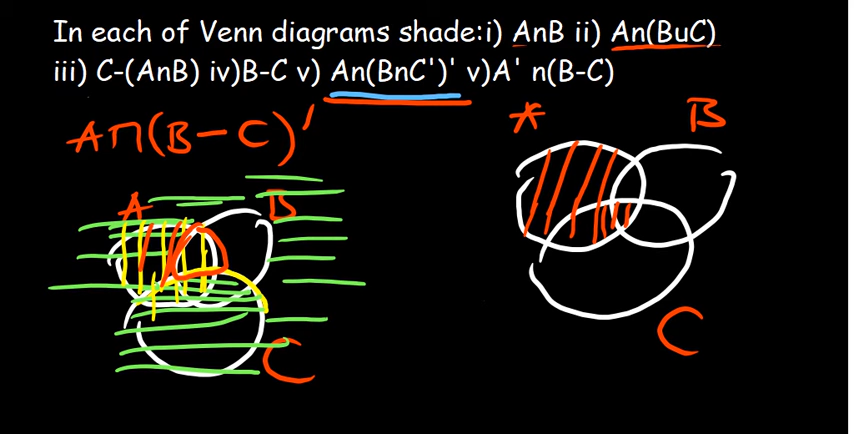 In each of Venn diagrams shade:i) AnB ii) An(BuC)
iii) C-(AnB) iv)B-C v) An(BnC')' v)A' n(B-C)
A∩(B-C)'
A
B
C
A
B
C